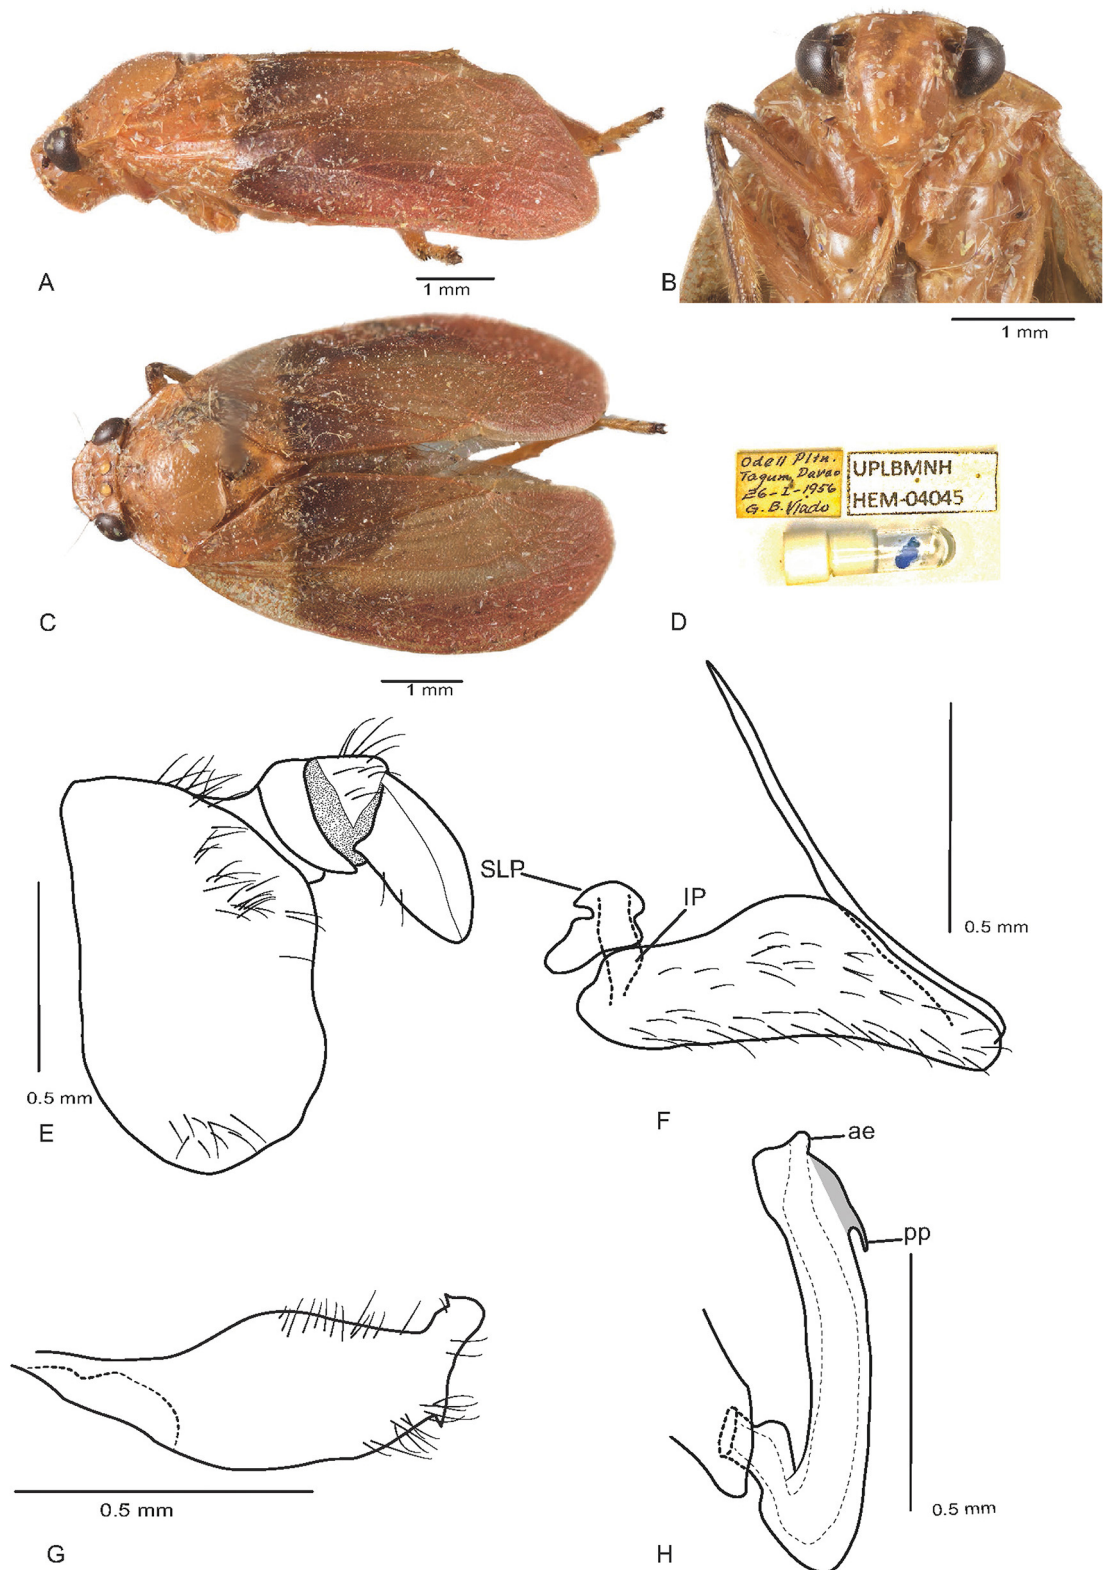 A
1 mm
B
1 mm
C
1 mm
Odell Pltn.
Tagum, Davao
26-I-1956
G. B. Viado
UPLBMNH
HEM-04045
D
0.5 mm
E
SLP
IP
0.5 mm
F
0.5 mm
G
ae
pp
0.5 mm
H